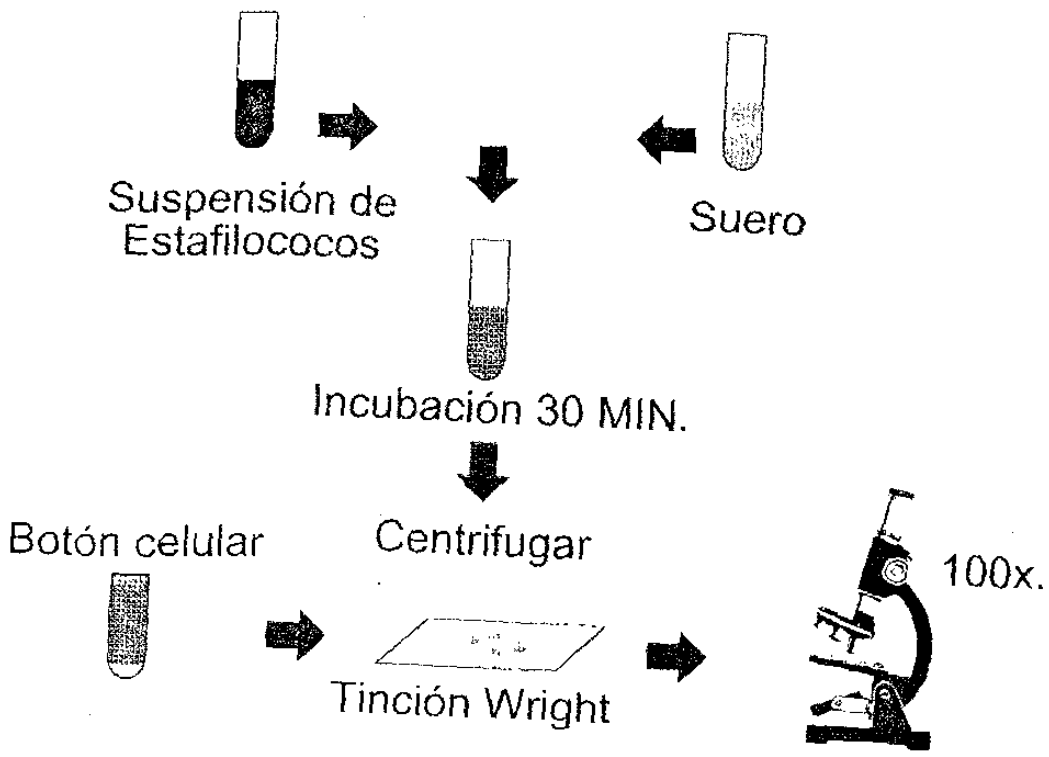 Suspensión de
Estafilococos
Suero
Incubación 30 MIN.
Centrifugar
Botón celular
100x.
Tinción Wright